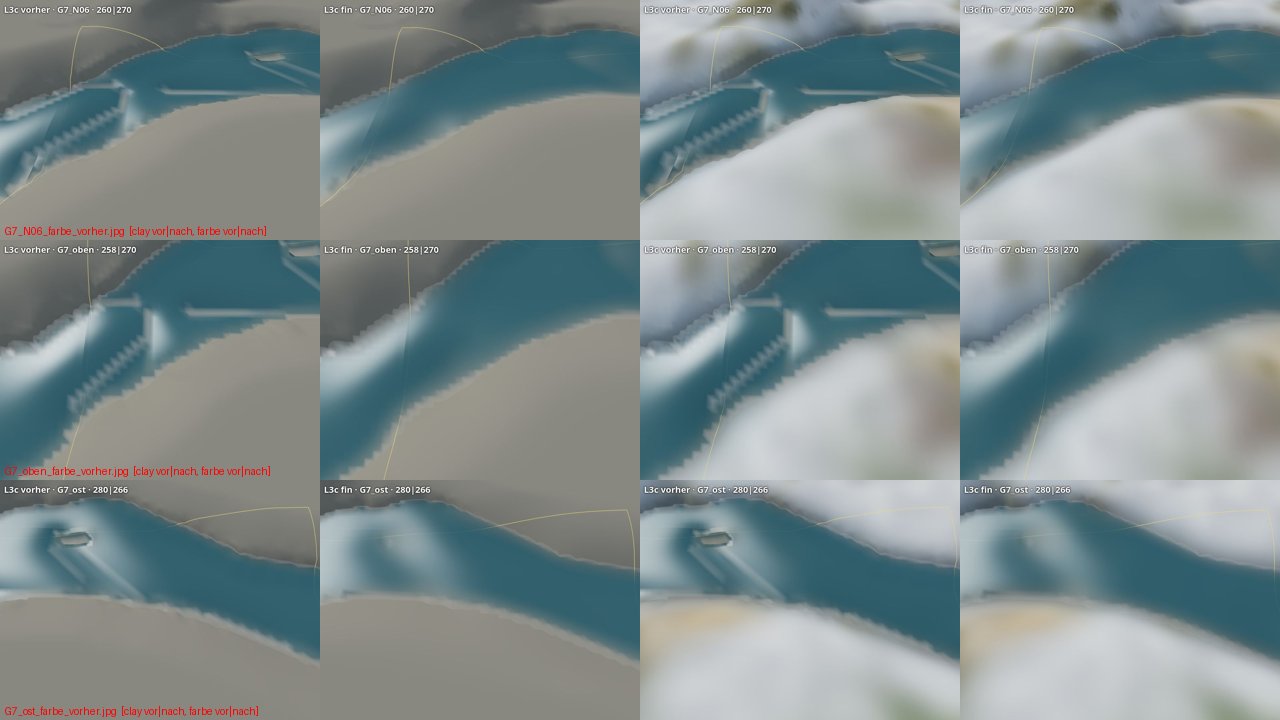 L3c vorher · G7_N06 · 260|270
L3c fin · G7_N06 · 260|270
L3c vorher · G7_N06 · 260|270
L3c fin · G7_N06 · 260|270
G7_N06_farbe_vorher.jpg [clay vor|nach, farbe vor|nach]
L3c vorher · G7_oben · 258|270
L3c fin · G7_oben · 258|270
L3c vorher · G7_oben · 258|270
L3c fin · G7_oben · 258|270
G7_oben_farbe_vorher.jpg [clay vor|nach, farbe vor|nach]
L3c vorher · G7_ost · 280|266
L3c fin · G7_ost · 280|266
L3c vorher · G7_ost · 280|266
L3c fin · G7_ost · 280|266
G7_ost_farbe_vorher.jpg [clay vor|nach, farbe vor|nach]